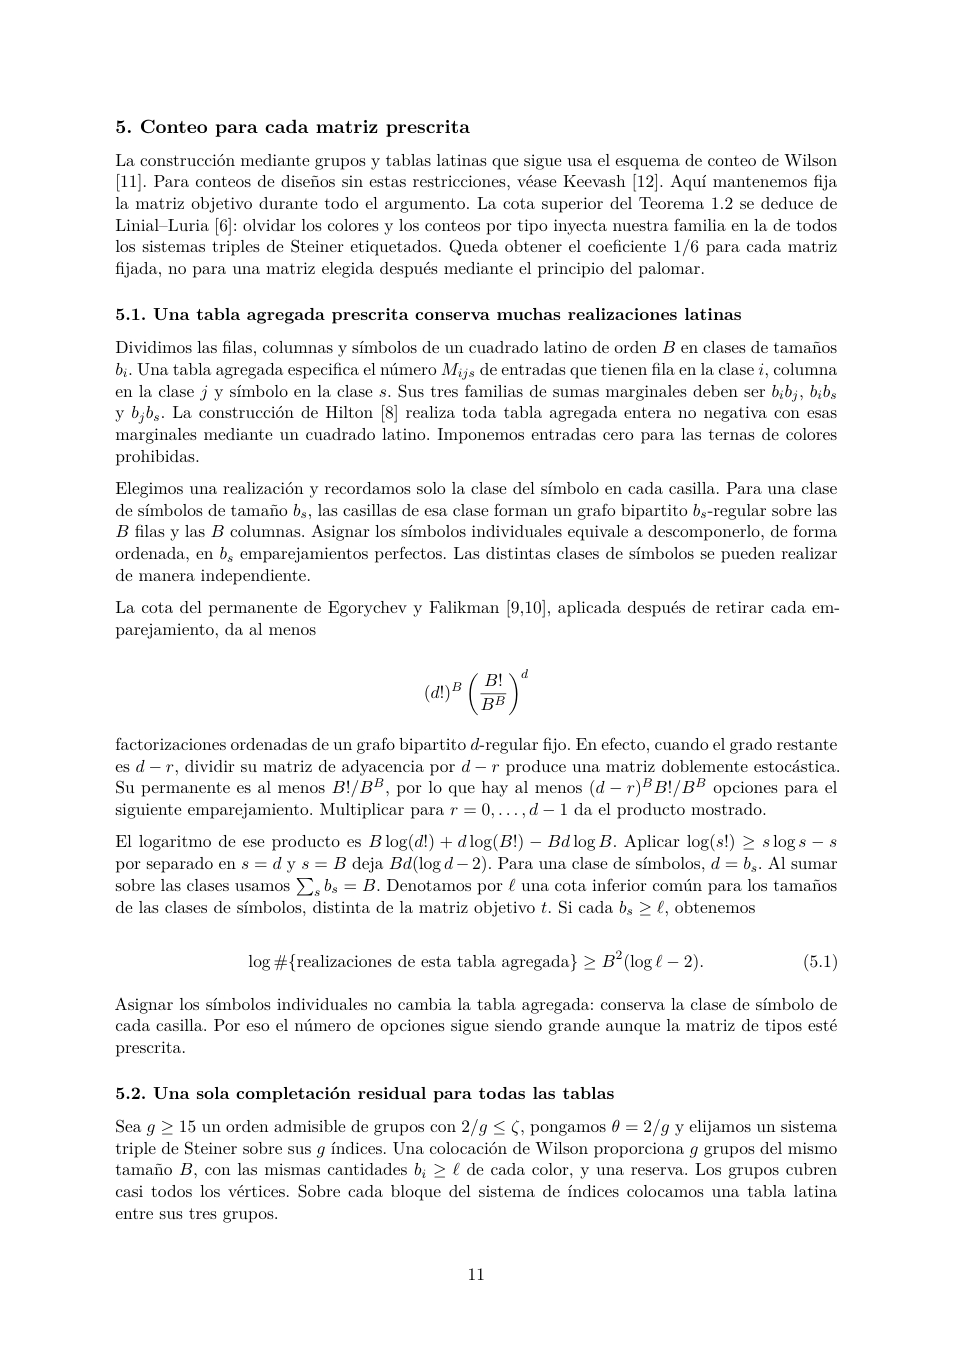 5. Conteo para cada matriz prescrita
La construcción mediante grupos y tablas latinas que sigue usa el esquema de conteo de Wilson
[11]. Para conteos de diseños sin estas restricciones, véase Keevash [12]. Aquí mantenemos fija
la matriz objetivo durante todo el argumento. La cota superior del Teorema 1.2 se deduce de
Linial–Luria [6]: olvidar los colores y los conteos por tipo inyecta nuestra familia en la de todos
los sistemas triples de Steiner etiquetados. Queda obtener el coeficiente 1/6 para cada matriz
fijada, no para una matriz elegida después mediante el principio del palomar.
5.1. Una tabla agregada prescrita conserva muchas realizaciones latinas
Dividimos las filas, columnas y símbolos de un cuadrado latino de orden B en clases de tamaños
b_i. Una tabla agregada especifica el número M_{ijs} de entradas que tienen fila en la clase i, columna
en la clase j y símbolo en la clase s. Sus tres familias de sumas marginales deben ser b_i b_j, b_i b_s
y b_j b_s. La construcción de Hilton [8] realiza toda tabla agregada entera no negativa con esas
marginales mediante un cuadrado latino. Imponemos entradas cero para las ternas de colores
prohibidas.
Elegimos una realización y recordamos solo la clase del símbolo en cada casilla. Para una clase
de símbolos de tamaño b_s, las casillas de esa clase forman un grafo bipartito b_s-regular sobre las
B filas y las B columnas. Asignar los símbolos individuales equivale a descomponerlo, de forma
ordenada, en b_s emparejamientos perfectos. Las distintas clases de símbolos se pueden realizar
de manera independiente.
La cota del permanente de Egorychev y Falikman [9,10], aplicada después de retirar cada em-
parejamiento, da al menos
(d!)^B (B!/B^B)^d
factorizaciones ordenadas de un grafo bipartito d-regular fijo. En efecto, cuando el grado restante
es d − r, dividir su matriz de adyacencia por d − r produce una matriz doblemente estocástica.
Su permanente es al menos B!/B^B, por lo que hay al menos (d − r)^B B!/B^B opciones para el
siguiente emparejamiento. Multiplicar para r = 0, . . . , d − 1 da el producto mostrado.
El logaritmo de ese producto es B log(d!) + d log(B!) − Bd log B. Aplicar log(s!) ≥ s log s − s
por separado en s = d y s = B deja Bd(log d − 2). Para una clase de símbolos, d = b_s. Al sumar
sobre las clases usamos ∑_s b_s = B. Denotamos por ℓ una cota inferior común para los tamaños
de las clases de símbolos, distinta de la matriz objetivo t. Si cada b_s ≥ ℓ, obtenemos
log #{realizaciones de esta tabla agregada} ≥ B^2(log ℓ − 2). (5.1)
Asignar los símbolos individuales no cambia la tabla agregada: conserva la clase de símbolo de
cada casilla. Por eso el número de opciones sigue siendo grande aunque la matriz de tipos esté
prescrita.
5.2. Una sola completación residual para todas las tablas
Sea g ≥ 15 un orden admisible de grupos con 2/g ≤ ζ, pongamos θ = 2/g y elijamos un sistema
triple de Steiner sobre sus g índices. Una colocación de Wilson proporciona g grupos del mismo
tamaño B, con las mismas cantidades b_i ≥ ℓ de cada color, y una reserva. Los grupos cubren
casi todos los vértices. Sobre cada bloque del sistema de índices colocamos una tabla latina
entre sus tres grupos.
11